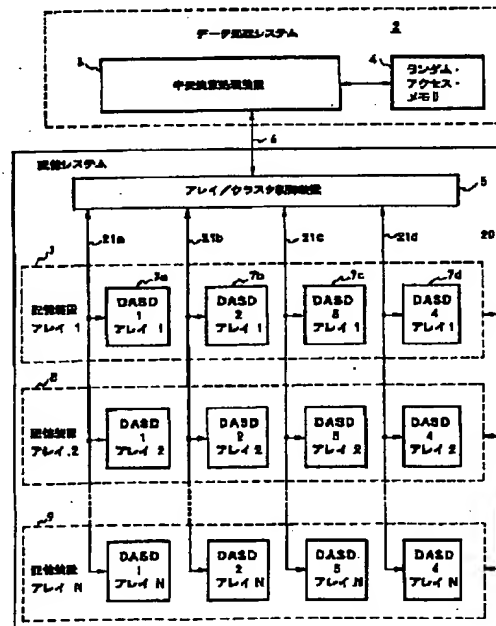 データ処理システム 2
3
中央演算処理装置
4
ランダム・
アクセス・
メモリ
6
記憶システム
アレイ/クラスタ制御装置
5
21a 21b 21c 21d
20
7
7a 7b 7c 7d
記憶装置
アレイ 1
DASD
1
アレイ 1
DASD
2
アレイ 1
DASD
3
アレイ 1
DASD
4
アレイ 1
8
記憶装置
アレイ 2
DASD
1
アレイ 2
DASD
2
アレイ 2
DASD
3
アレイ 2
DASD
4
アレイ 2
9
記憶装置
アレイ N
DASD
1
アレイ N
DASD
2
アレイ N
DASD
3
アレイ N
DASD
4
アレイ N